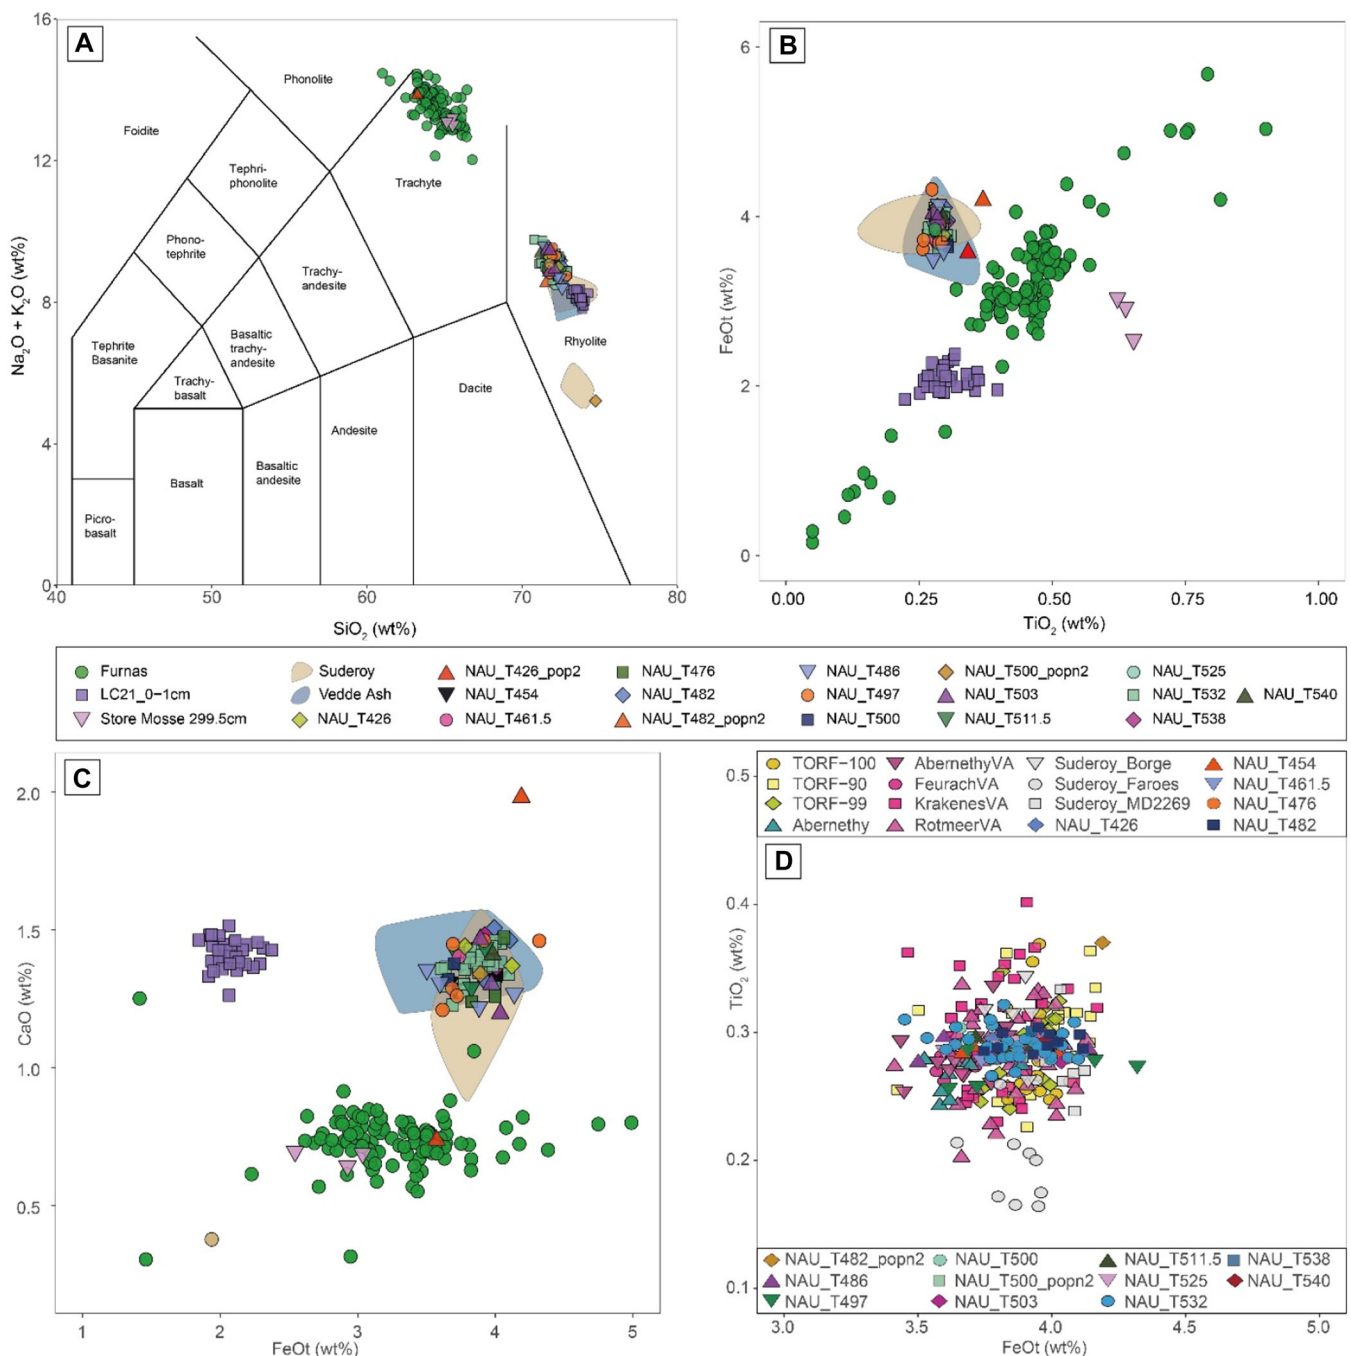 A
16
12
8
4
0
40
50
60
70
80
Na2O + K2O (wt%)
SiO2 (wt%)
Phonolite
Foidite
Tephri-
phonolite
Trachyte
Phono-
tephrite
Trachy-
andesite
Basaltic
trachy-
andesite
Tephrite
Basanite
Trachy-
basalt
Rhyolite
Dacite
Andesite
Basaltic
andesite
Basalt
Picro-
basalt
B
6
4
2
0
0.00
0.25
0.50
0.75
1.00
FeOt (wt%)
TiO2 (wt%)
Furnas
LC21_0-1cm
Store Mosse 299.5cm
Suderoy
Vedde Ash
NAU_T426
NAU_T426_pop2
NAU_T454
NAU_T461.5
NAU_T476
NAU_T482
NAU_T482_popn2
NAU_T486
NAU_T497
NAU_T500
NAU_T500_popn2
NAU_T503
NAU_T511.5
NAU_T525
NAU_T532
NAU_T538
NAU_T540
C
2.0
1.5
1.0
0.5
1
2
3
4
5
CaO (wt%)
FeOt (wt%)
TORF-100
TORF-90
TORF-99
Abernethy
AbernethyVA
FeurachVA
KrakenesVA
RotmeerVA
Suderoy_Borge
Suderoy_Faroes
Suderoy_MD2269
NAU_T426
NAU_T454
NAU_T461.5
NAU_T476
NAU_T482
D
0.5
0.4
0.3
0.2
0.1
3.0
3.5
4.0
4.5
5.0
TiO2 (wt%)
FeOt (wt%)
NAU_T482_popn2
NAU_T486
NAU_T497
NAU_T500
NAU_T500_popn2
NAU_T503
NAU_T511.5
NAU_T525
NAU_T532
NAU_T538
NAU_T540